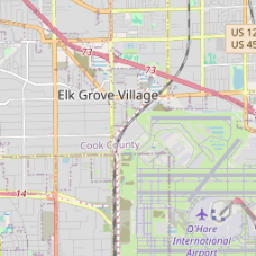 US 12
US 45
73
73
Elk Grove Village
Cook County
14
O'Hare
International
Airport